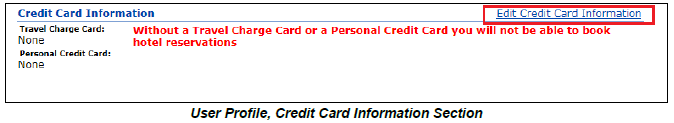 Credit Card Information
Edit Credit Card Information
Travel Charge Card:
None
Without a Travel Charge Card or a Personal Credit Card you will not be able to book
hotel reservations
Personal Credit Card:
None
User Profile, Credit Card Information Section